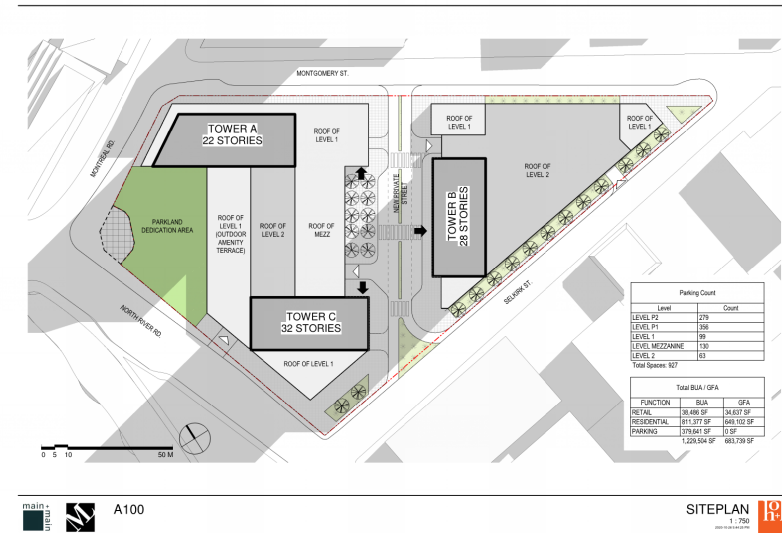 MONTGOMERY ST.
MONTREAL RD.
TOWER A
22 STORIES
ROOF OF
LEVEL 1
ROOF OF
LEVEL 1
ROOF OF
LEVEL 1
ROOF OF
LEVEL 2
NEW PRIVATE
STREET
TOWER B
28 STORIES
PARKLAND
DEDICATION AREA
ROOF OF
LEVEL 1
(OUTDOOR
AMENITY
TERRACE)
ROOF OF
LEVEL 2
ROOF OF
MEZZ
SELKIRK ST.
NORTH RIVER RD.
TOWER C
32 STORIES
ROOF OF LEVEL 1
Parking Count
Level Count
LEVEL P2 279
LEVEL P1 356
LEVEL 1 99
LEVEL MEZZANINE 130
LEVEL 2 63
Total Spaces: 927
Total BUA / GFA
FUNCTION BUA GFA
RETAIL 38,486 SF 34,637 SF
RESIDENTIAL 811,377 SF 649,102 SF
PARKING 379,641 SF 0 SF
1,229,504 SF 683,739 SF
0 5 10 50 M
main+
main
A100
SITEPLAN
1 : 750